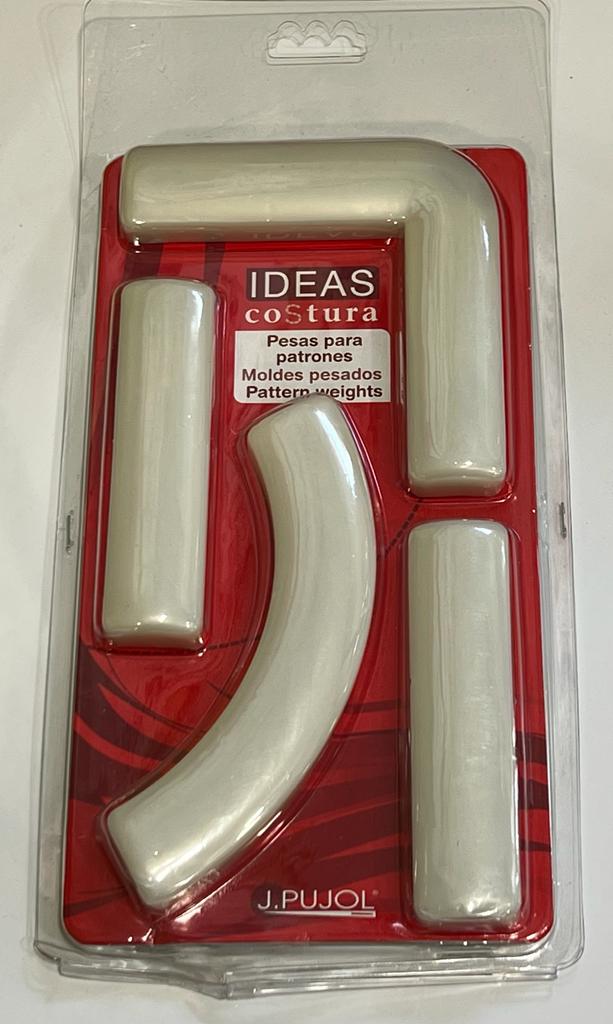 IDEAS
coStura
Pesas para
patrones
Moldes pesados
Pattern weights
J.PUJOL